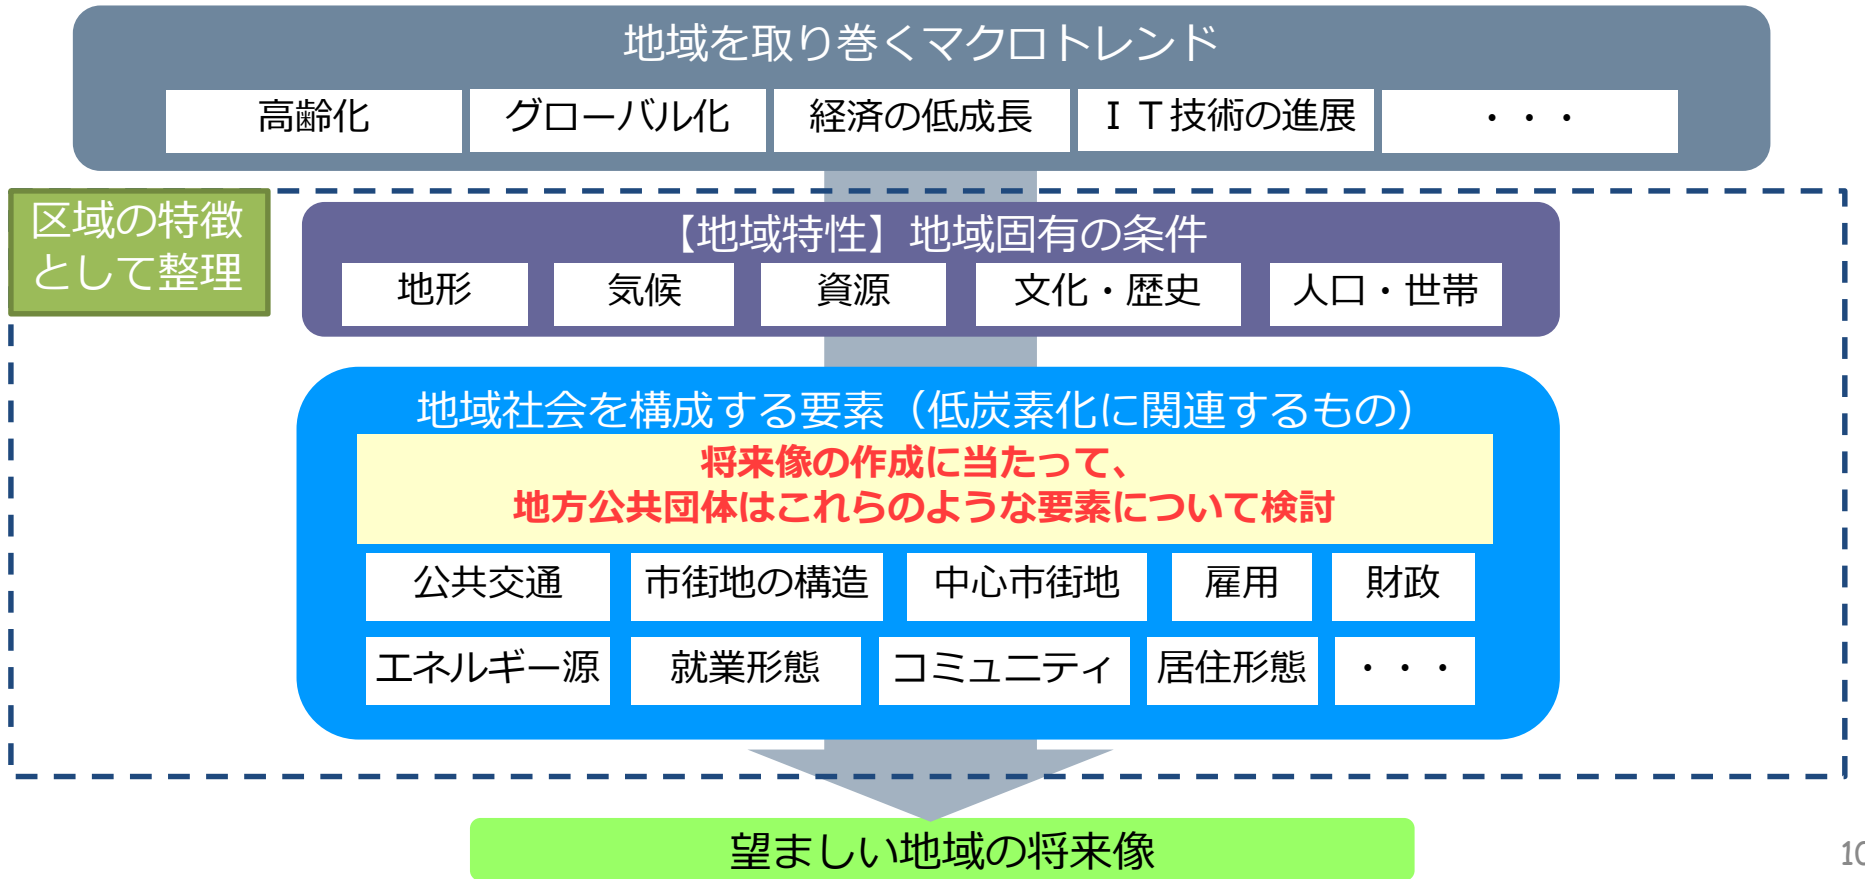 地域を取り巻くマクロトレンド
高齢化
グローバル化
経済の低成長
ＩＴ技術の進展
・・・
区域の特徴
として整理
【地域特性】地域固有の条件
地形
気候
資源
文化・歴史
人口・世帯
地域社会を構成する要素（低炭素化に関連するもの）
将来像の作成に当たって、
地方公共団体はこれらのような要素について検討
公共交通
市街地の構造
中心市街地
雇用
財政
エネルギー源
就業形態
コミュニティ
居住形態
・・・
望ましい地域の将来像
10